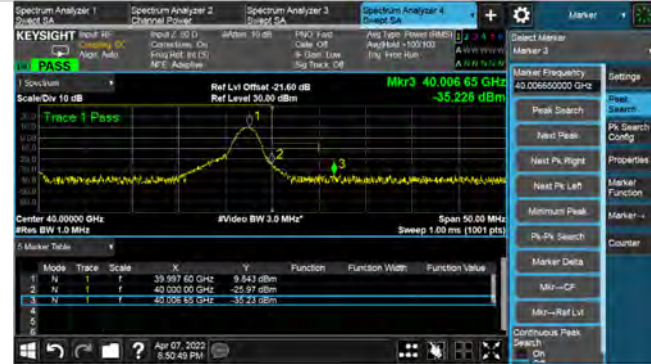 Spectrum Analyzer 1
Swept SA
Spectrum Analyzer 2
Channel Power
Spectrum Analyzer 3
Swept SA
Spectrum Analyzer 4
Swept SA
+
Marker
KEYSIGHT
Input: RF
Coupling: DC
Align: Auto
Input Z: 50 Ω
Corrections: On
Freq Ref: Int (S)
NFE: Adaptive
#Atten: 10 dB
PNO: Fast
Gate: Off
IF Gain: Low
Sig Track: Off
Avg Type: Power (RMS)
Avg|Hold: >100/100
Trig: Free Run
PASS
Select Marker
Marker 3
1 Spectrum
Scale/Div 10 dB
Ref Lvl Offset -21.60 dB
Ref Level 30.00 dBm
Mkr3 40.006 65 GHz
-35.226 dBm
Trace 1 Pass
1
2
3
Center 40.00000 GHz
#Res BW 1.0 MHz
#Video BW 3.0 MHz*
Span 50.00 MHz
Sweep 1.00 ms (1001 pts)
5 Marker Table
Mode Trace Scale X Y Function Function Width Function Value
1 N 1 f 39.997 60 GHz 9.843 dBm
2 N 1 f 40.000 00 GHz -25.97 dBm
3 N 1 f 40.006 65 GHz -35.23 dBm
4
5
6
Marker Frequency
40.006650000 GHz
Peak Search
Next Peak
Next Pk Right
Next Pk Left
Minimum Peak
Pk-Pk Search
Marker Delta
Mkr→CF
Mkr→Ref Lvl
Continuous Peak
Search
On
Settings
Peak
Search
Pk Search
Config
Properties
Marker
Function
Marker→
Counter
?
Apr 07, 2022
8:50:49 PM